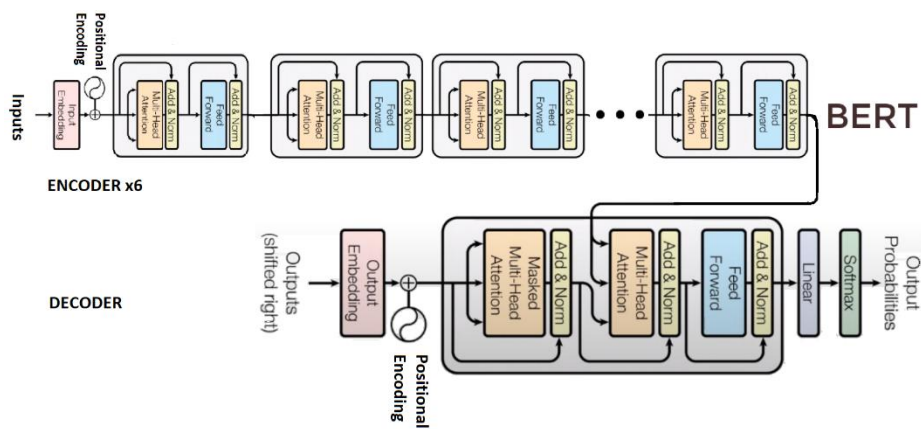 Positional
Encoding
Inputs
Input
Embedding
Multi-Head
Attention
Add & Norm
Feed
Forward
Add & Norm
Multi-Head
Attention
Add & Norm
Feed
Forward
Add & Norm
Multi-Head
Attention
Add & Norm
Feed
Forward
Add & Norm
Multi-Head
Attention
Add & Norm
Feed
Forward
Add & Norm
BERT
ENCODER x6
DECODER
Outputs
(shifted right)
Output
Embedding
Positional
Encoding
Masked
Multi-Head
Attention
Add & Norm
Multi-Head
Attention
Add & Norm
Feed
Forward
Add & Norm
Linear
Softmax
Output
Probabilities